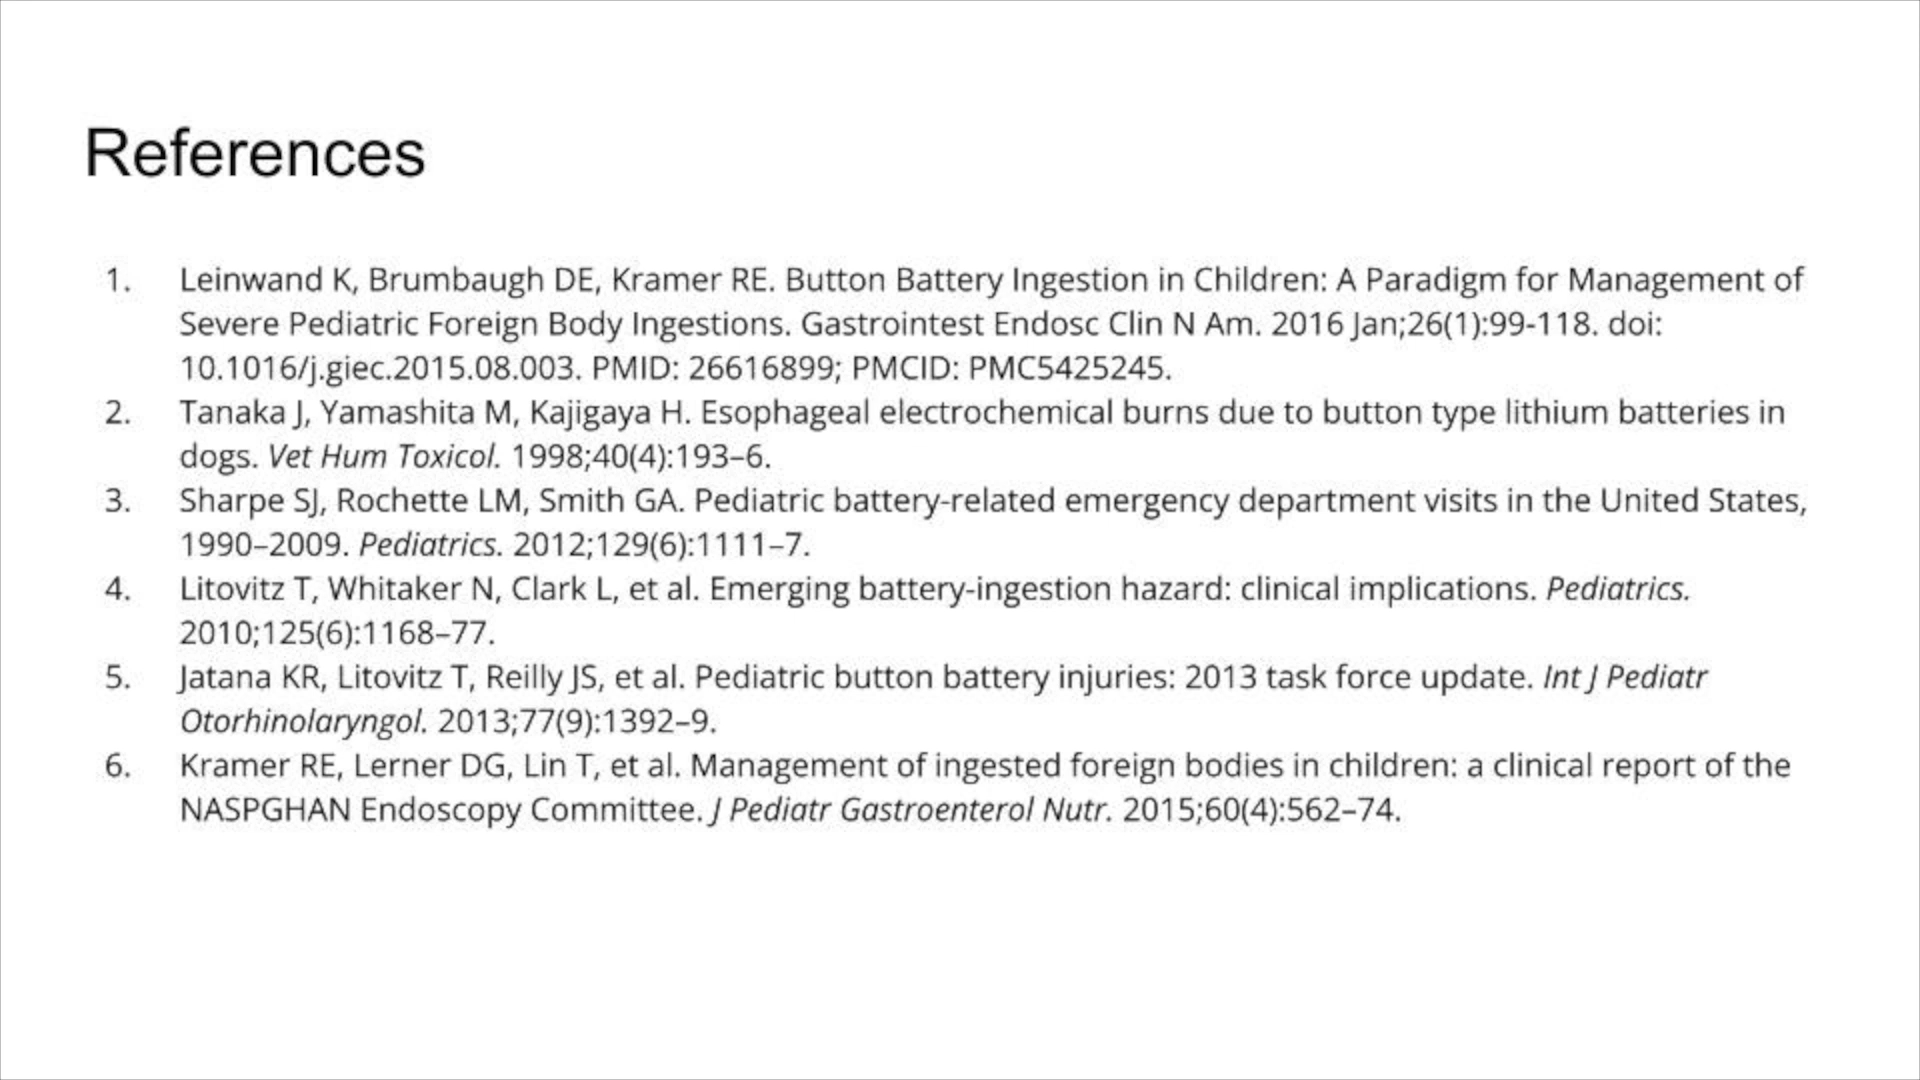 References
1. Leinwand K, Brumbaugh DE, Kramer RE. Button Battery Ingestion in Children: A Paradigm for Management of
Severe Pediatric Foreign Body Ingestions. Gastrointest Endosc Clin N Am. 2016 Jan;26(1):99-118. doi:
10.1016/j.giec.2015.08.003. PMID: 26616899; PMCID: PMC5425245.
2. Tanaka J, Yamashita M, Kajigaya H. Esophageal electrochemical burns due to button type lithium batteries in
dogs. Vet Hum Toxicol. 1998;40(4):193–6.
3. Sharpe SJ, Rochette LM, Smith GA. Pediatric battery-related emergency department visits in the United States,
1990–2009. Pediatrics. 2012;129(6):1111–7.
4. Litovitz T, Whitaker N, Clark L, et al. Emerging battery-ingestion hazard: clinical implications. Pediatrics.
2010;125(6):1168–77.
5. Jatana KR, Litovitz T, Reilly JS, et al. Pediatric button battery injuries: 2013 task force update. Int J Pediatr
Otorhinolaryngol. 2013;77(9):1392–9.
6. Kramer RE, Lerner DG, Lin T, et al. Management of ingested foreign bodies in children: a clinical report of the
NASPGHAN Endoscopy Committee. J Pediatr Gastroenterol Nutr. 2015;60(4):562–74.